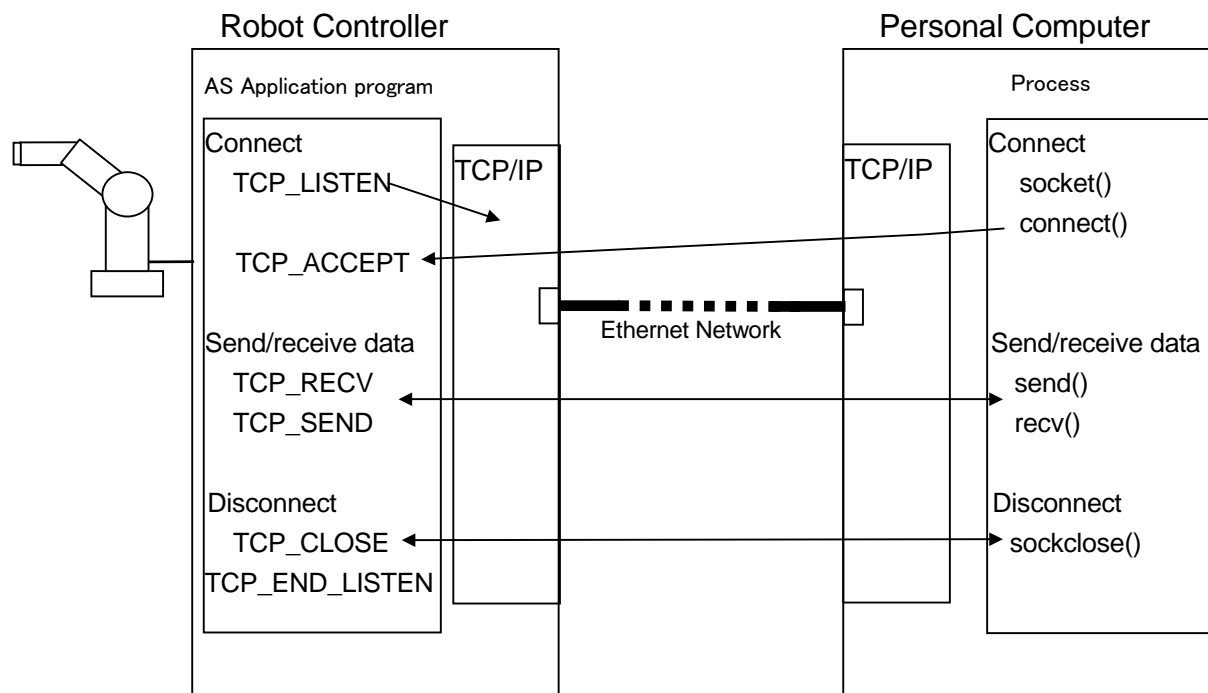 Robot Controller
Personal Computer
AS Application program
Process
Connect
TCP_LISTEN
TCP_ACCEPT
Send/receive data
TCP_RECV
TCP_SEND
Disconnect
TCP_CLOSE
TCP_END_LISTEN
TCP/IP
Ethernet Network
TCP/IP
Connect
socket()
connect()
Send/receive data
send()
recv()
Disconnect
sockclose()